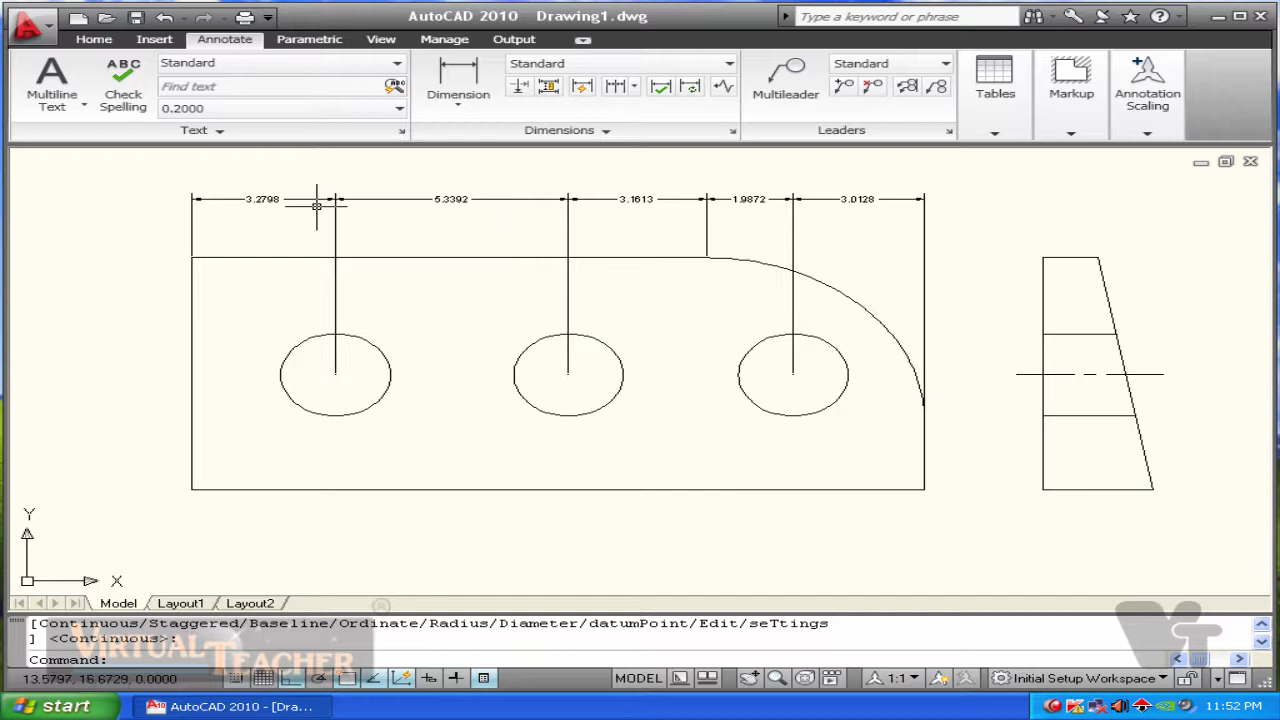 AutoCAD 2010 Drawing1.dwg
Type a keyword or phrase
Home Insert Annotate Parametric View Manage Output
A Multiline Text
ABC Check Spelling
Standard
Find text
0.2000
Dimension
Standard
Multileader
Standard
Tables
Markup
Annotation Scaling
Text
Dimensions
Leaders
3.2798 5.3392 3.1613 1.9872 3.0128
Y
X
Model Layout1 Layout2
[Continuous/Staggered/Baseline/Ordinate/Radius/Diameter/datumPoint/Edit/seTtings
] <Continuous>:
VIRTUAL TEACHER
VT
Command:
13.5797, 16.6729, 0.0000
MODEL
1:1
Initial Setup Workspace
start
AutoCAD 2010 - [Dra...
11:52 PM